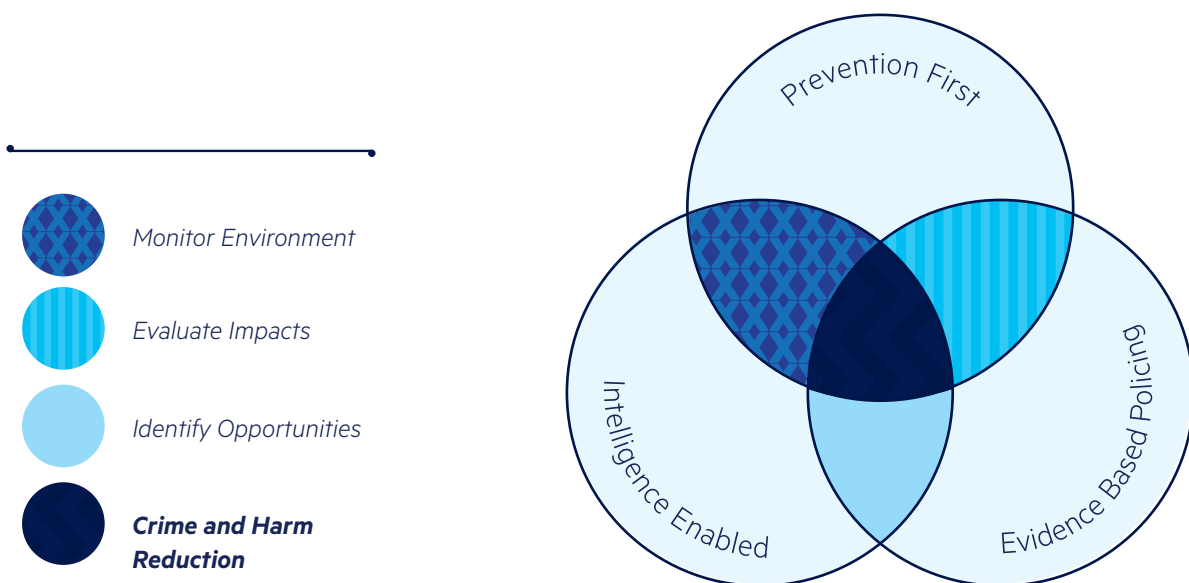 Monitor Environment
Evaluate Impacts
Identify Opportunities
Crime and Harm
Reduction
Prevention First
Intelligence Enabled
Evidence Based Policing